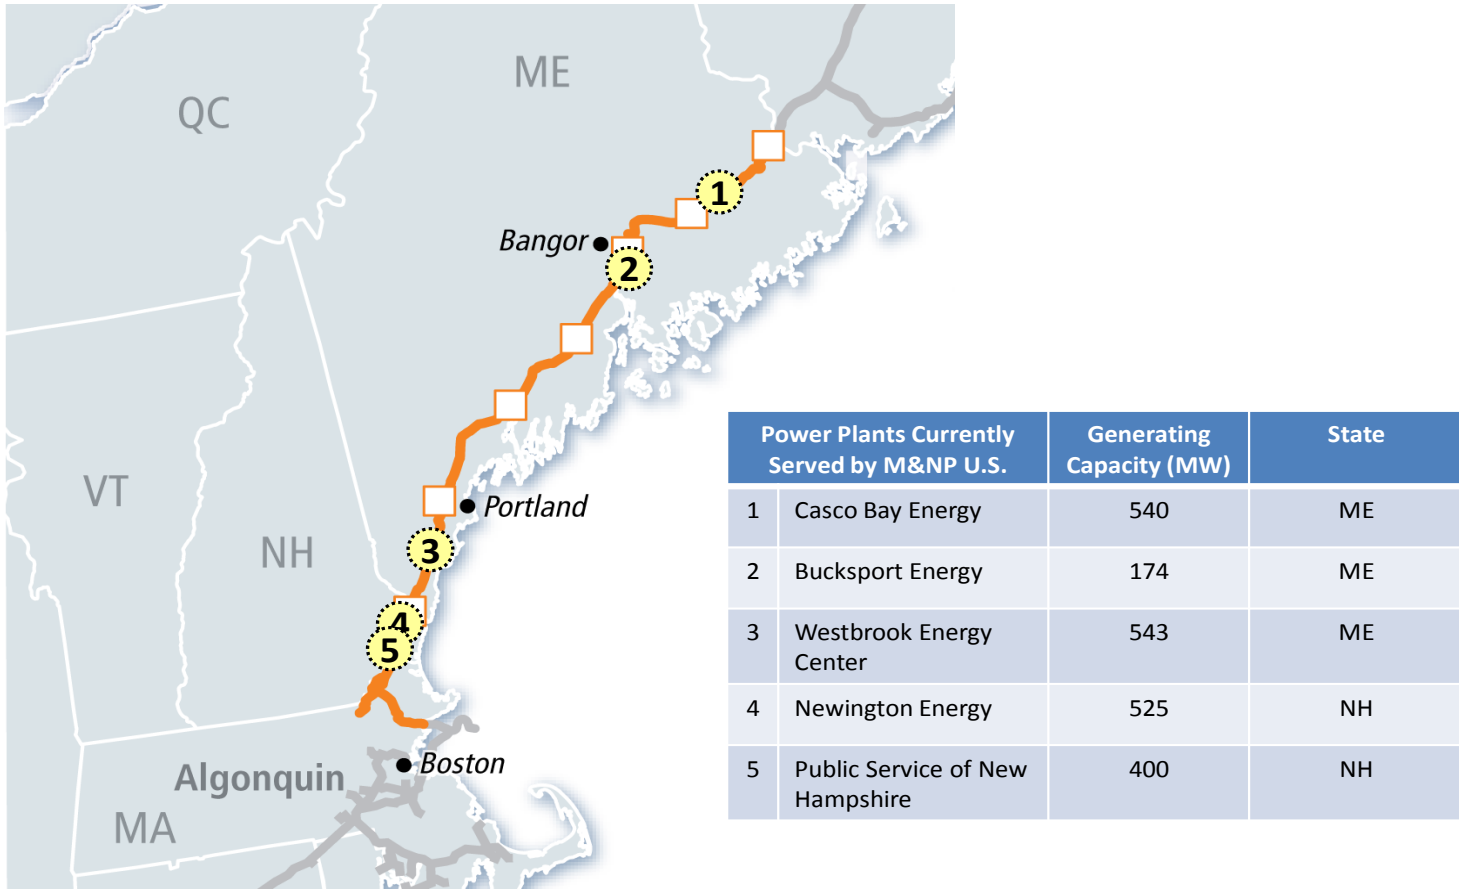 ME
QC
1
Bangor
2
Portland
VT
3
NH
4
5
Boston
Algonquin
MA
Power Plants Currently
Served by M&NP U.S.
Generating
Capacity (MW)
State
1 Casco Bay Energy 540 ME
2 Bucksport Energy 174 ME
3 Westbrook Energy
Center 543 ME
4 Newington Energy 525 NH
5 Public Service of New
Hampshire 400 NH